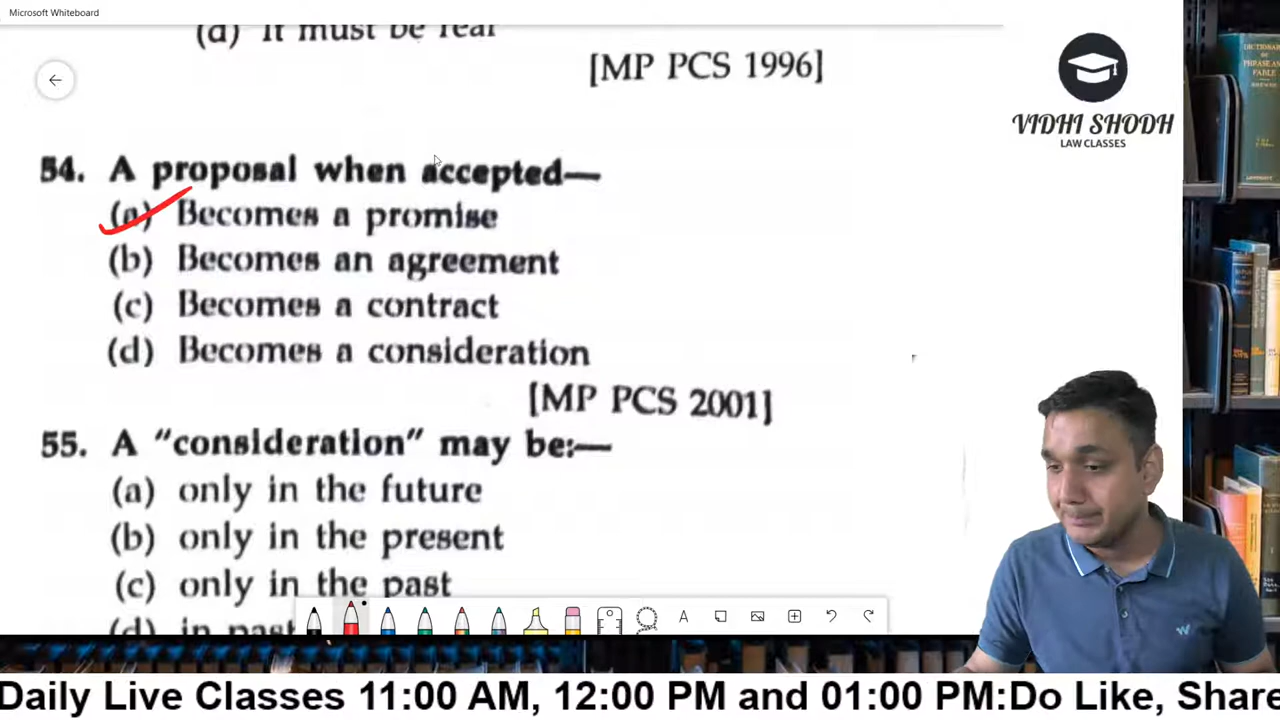 Microsoft Whiteboard
(d) It must be real
[MP PCS 1996]
VIDHI SHODH
LAW CLASSES
54. A proposal when accepted—
(a) Becomes a promise
(b) Becomes an agreement
(c) Becomes a contract
(d) Becomes a consideration
[MP PCS 2001]
55. A "consideration" may be:—
(a) only in the future
(b) only in the present
(c) only in the past
(d) in past
Daily Live Classes 11:00 AM, 12:00 PM and 01:00 PM:Do Like, Share